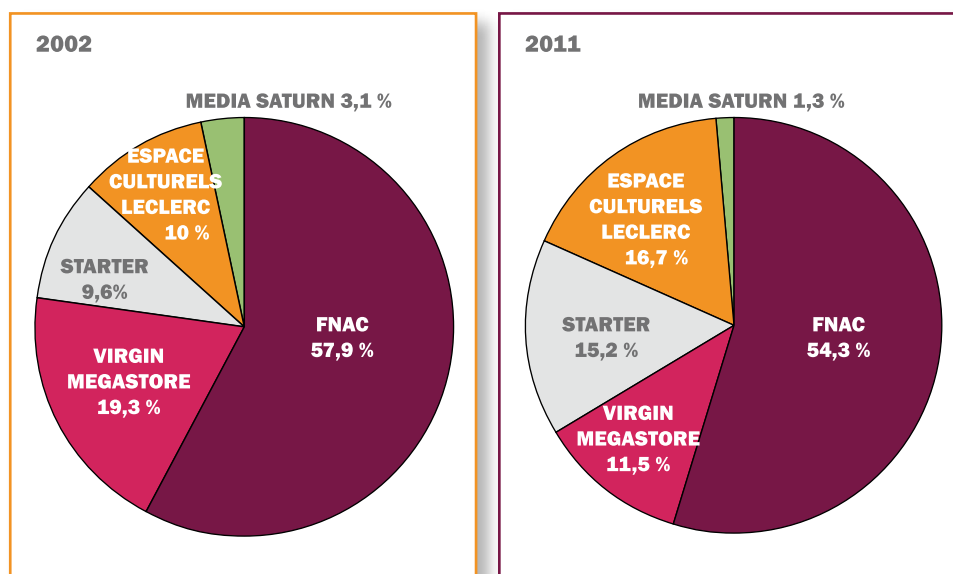 2002
MEDIA SATURN 3,1 %
ESPACE
CULTURELS
LECLERC
10 %
STARTER
9,6%
FNAC
57,9 %
VIRGIN
MEGASTORE
19,3 %
2011
MEDIA SATURN 1,3 %
ESPACE
CULTURELS
LECLERC
16,7 %
STARTER
15,2 %
FNAC
54,3 %
VIRGIN
MEGASTORE
11,5 %